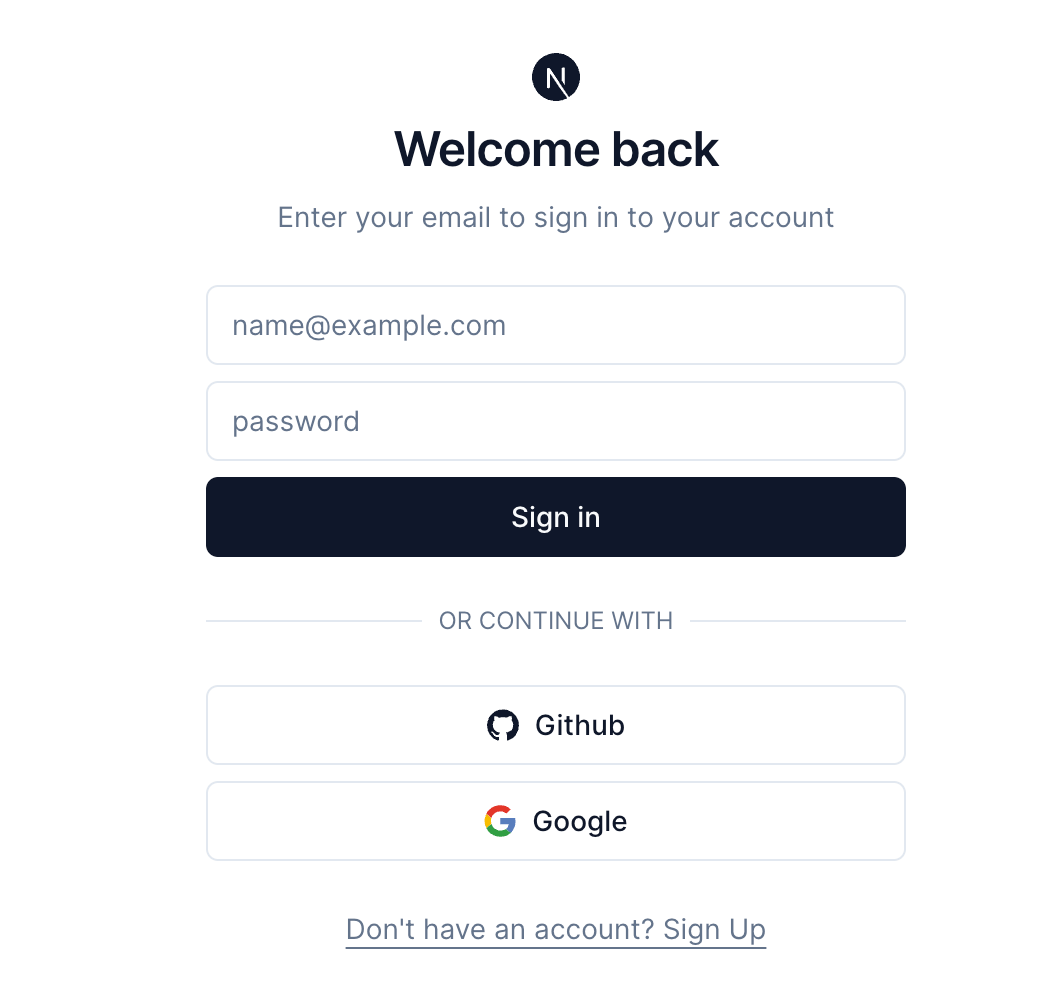 N
Welcome back
Enter your email to sign in to your account
name@example.com
password
Sign in
OR CONTINUE WITH
Github
Google
Don't have an account? Sign Up